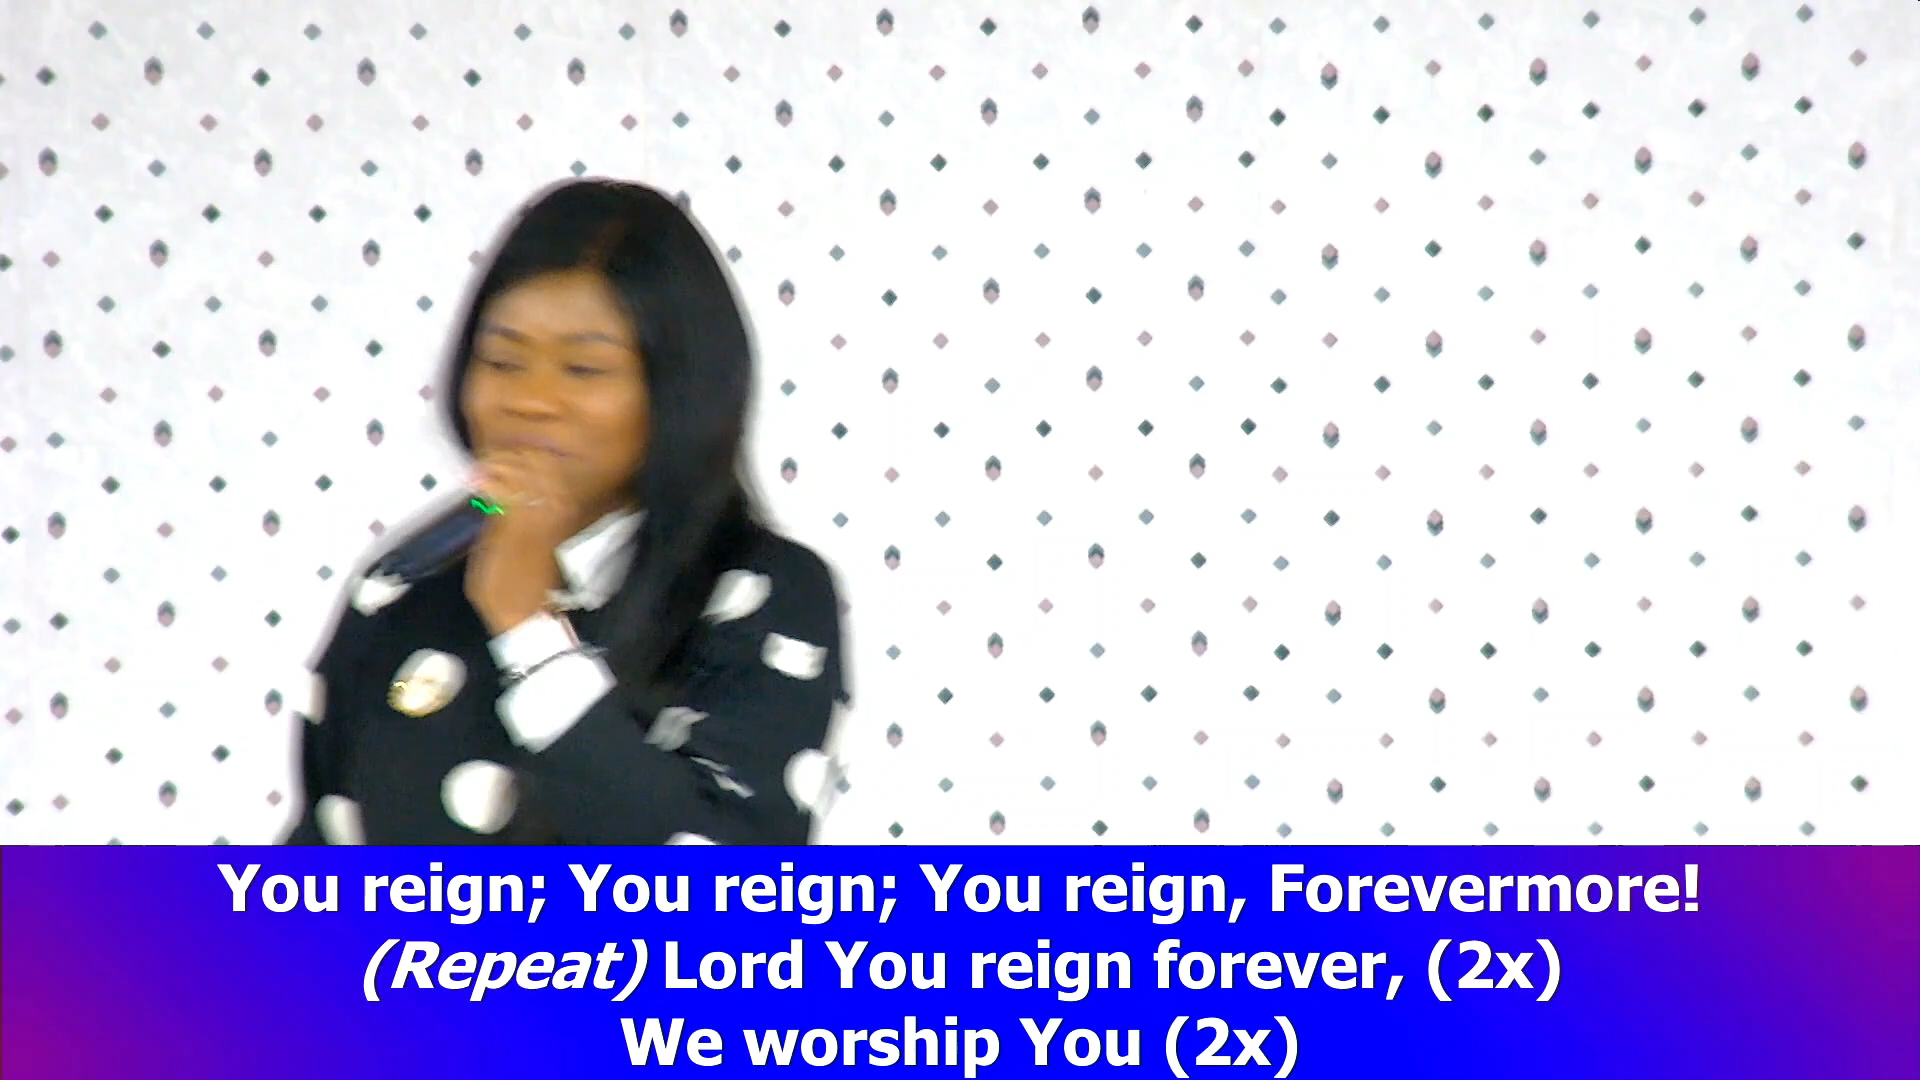 You reign; You reign; You reign, Forevermore!
(Repeat) Lord You reign forever, (2x)
We worship You (2x)